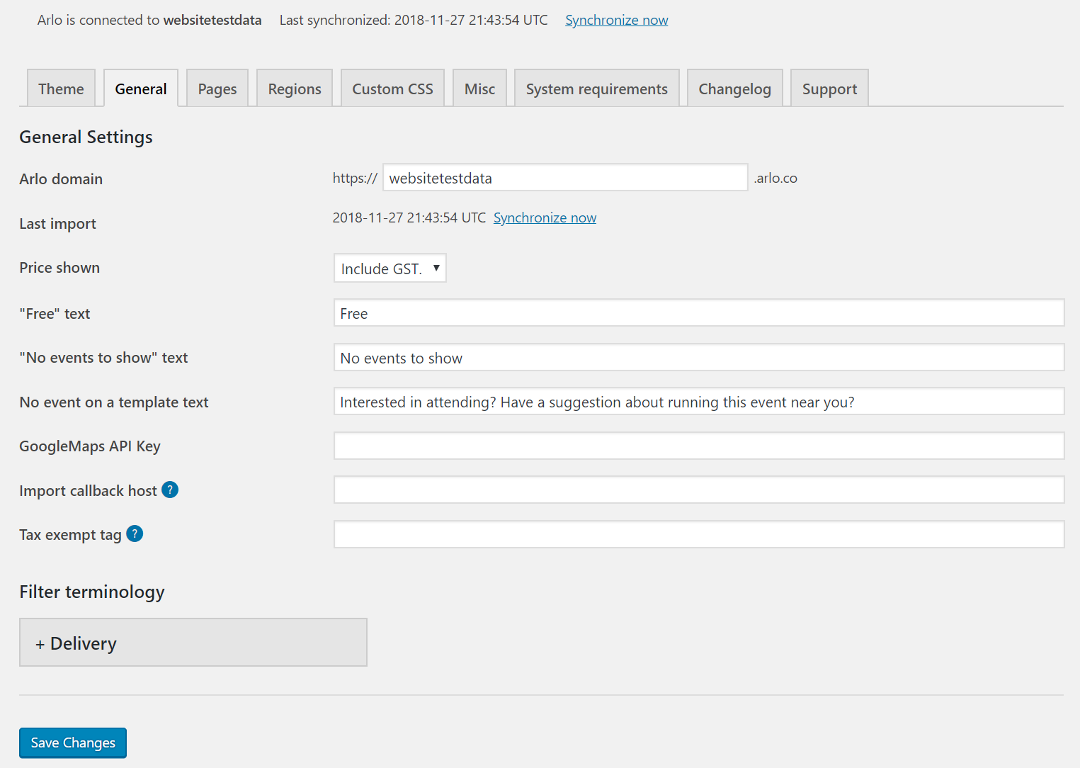 Arlo is connected to websitetestdata Last synchronized: 2018-11-27 21:43:54 UTC Synchronize now
Theme General Pages Regions Custom CSS Misc System requirements Changelog Support
General Settings
Arlo domain https:// websitetestdata .arlo.co
Last import 2018-11-27 21:43:54 UTC Synchronize now
Price shown Include GST. ▼
"Free" text Free
"No events to show" text No events to show
No event on a template text Interested in attending? Have a suggestion about running this event near you?
GoogleMaps API Key
Import callback host ?
Tax exempt tag ?
Filter terminology
+ Delivery
Save Changes